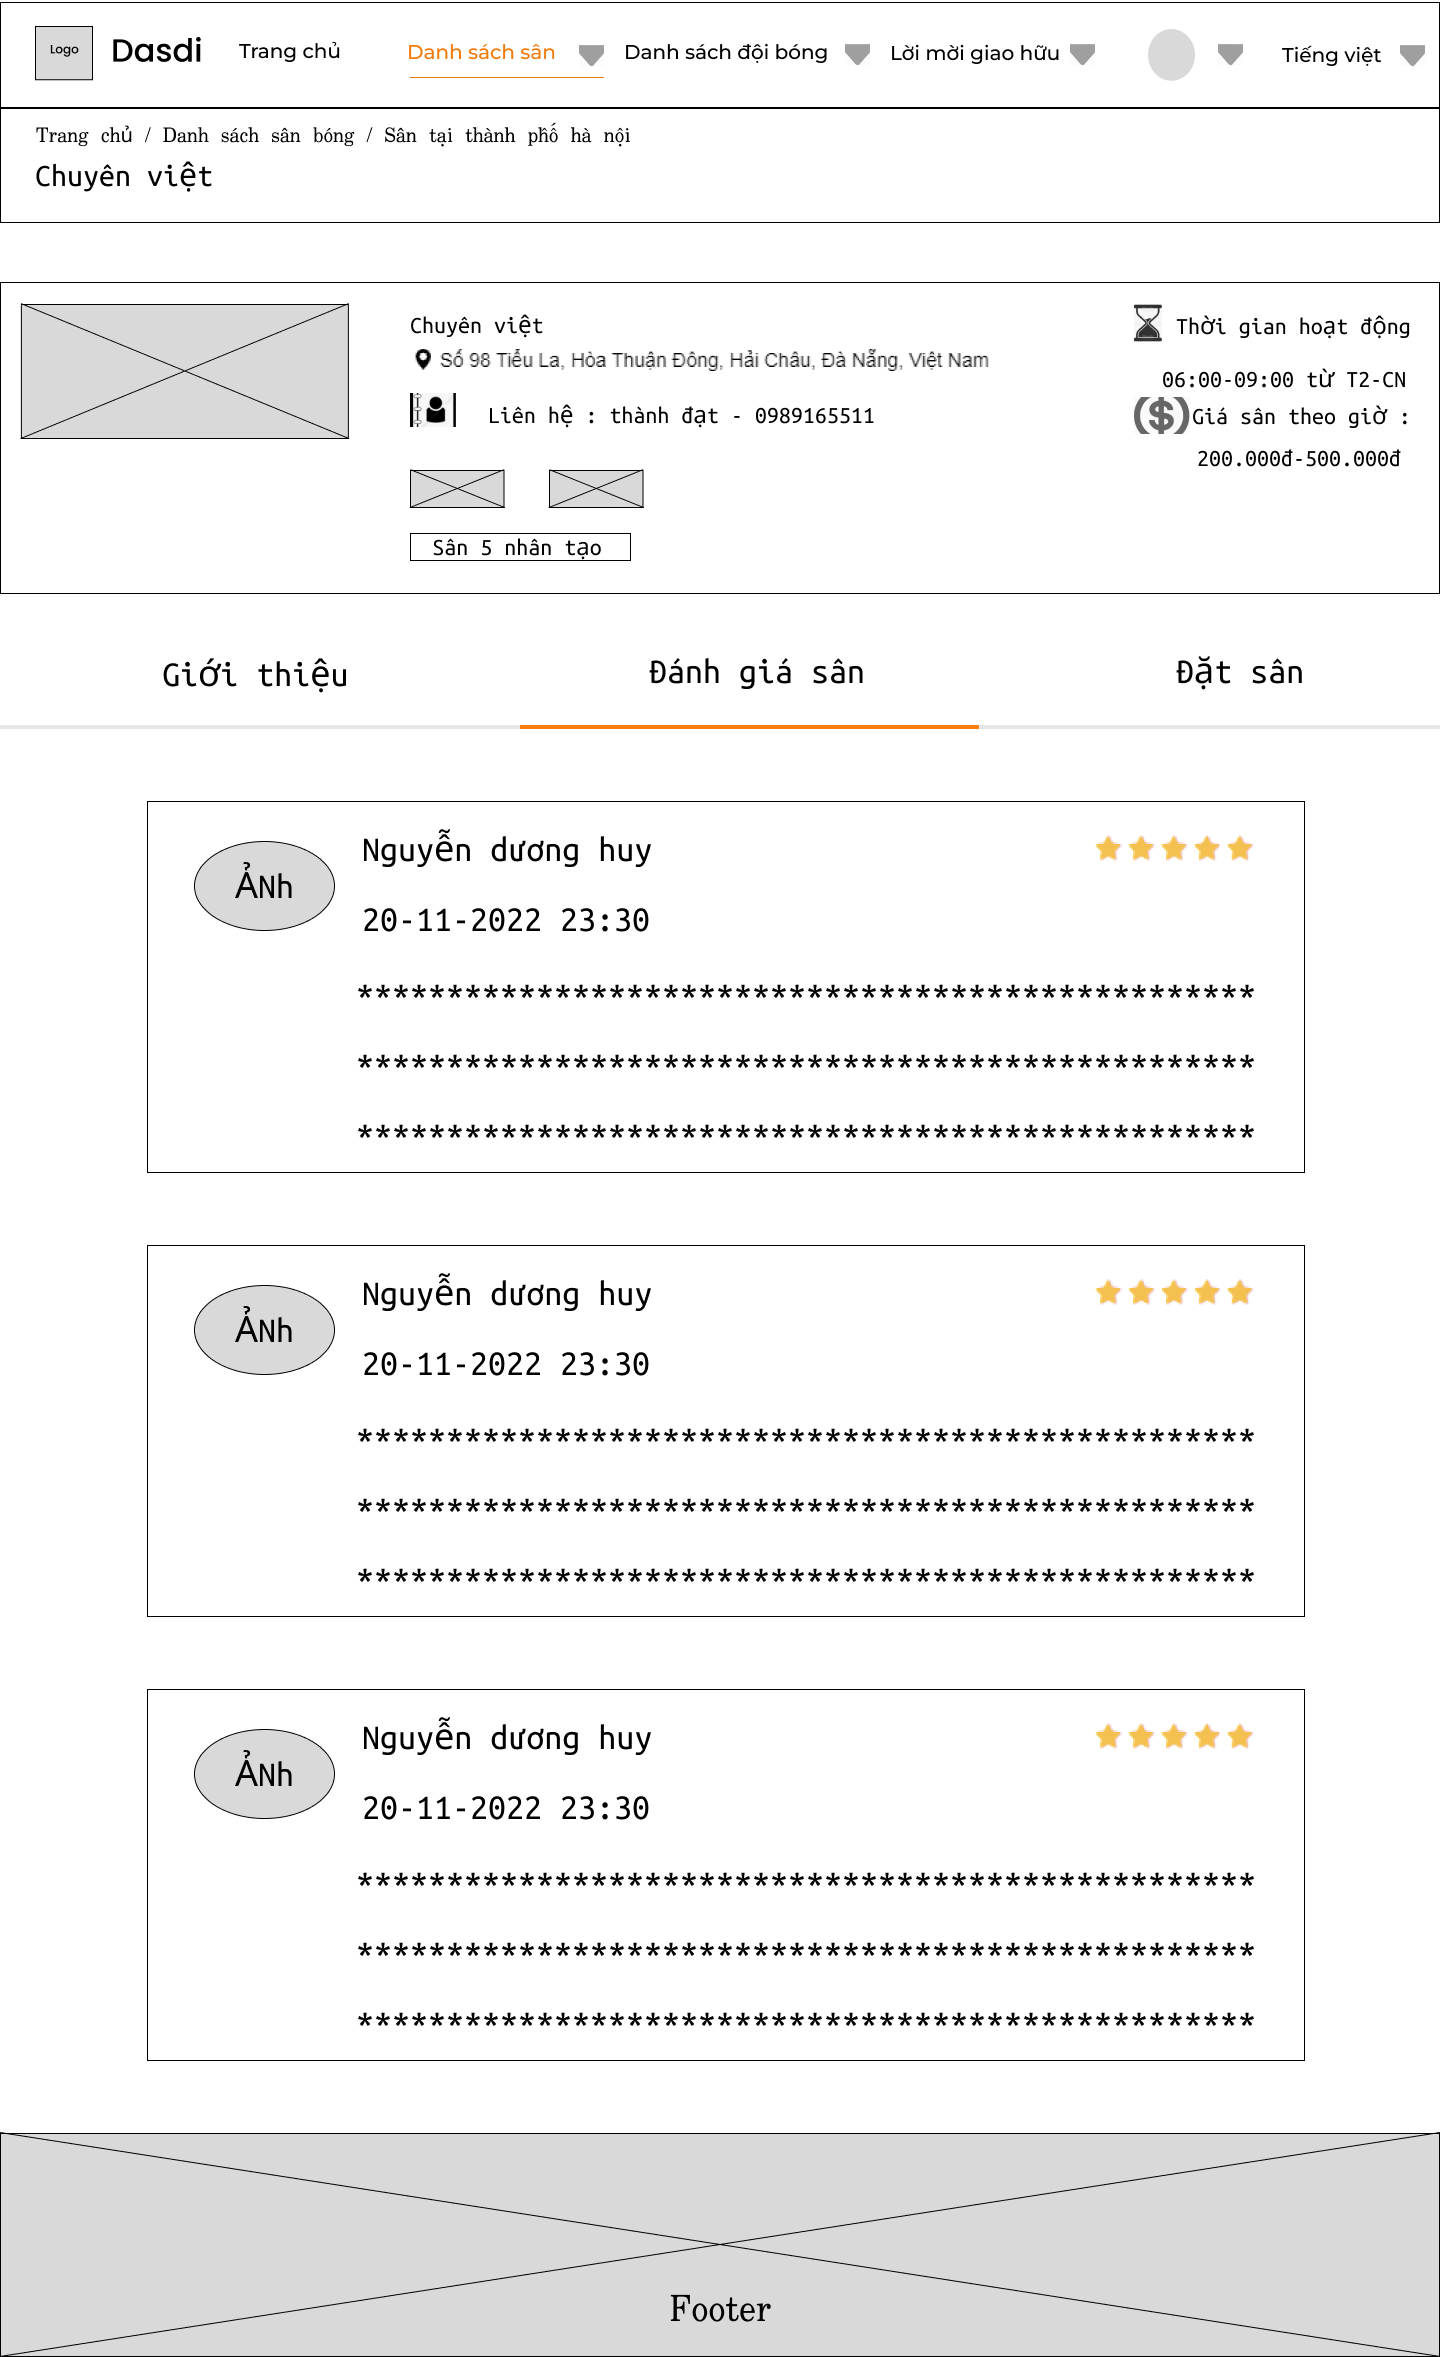 Logo Dasdi Trang chủ Danh sách sân Danh sách đội bóng Lời mời giao hữu Tiếng việt
Trang chủ / Danh sách sân bóng / Sân tại thành phố hà nội
Chuyên việt
Chuyên việt
Số 98 Tiểu La, Hòa Thuận Đông, Hải Châu, Đà Nẵng, Việt Nam
Liên hệ : thành đạt - 0989165511
Sân 5 nhân tạo
Thời gian hoạt động
06:00-09:00 từ T2-CN
($) Giá sân theo giờ :
200.000đ-500.000đ
Giới thiệu Đánh giá sân Đặt sân
ẢNh
Nguyễn dương huy
20-11-2022 23:30
**************************************************
**************************************************
**************************************************
ẢNh
Nguyễn dương huy
20-11-2022 23:30
**************************************************
**************************************************
**************************************************
ẢNh
Nguyễn dương huy
20-11-2022 23:30
**************************************************
**************************************************
**************************************************
Footer